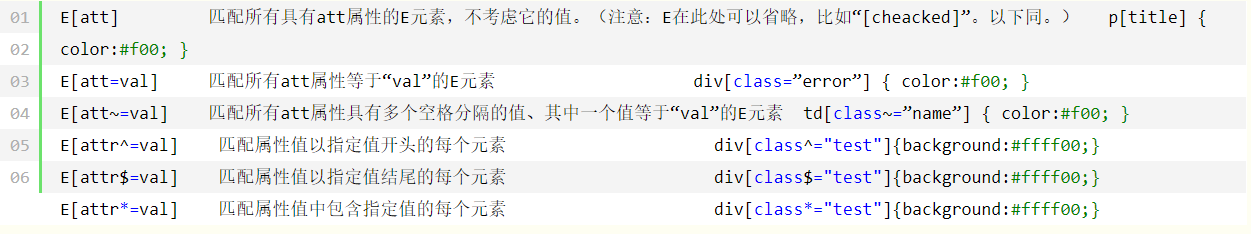 01 E[att] 匹配所有具有att属性的E元素，不考虑它的值。（注意：E在此处可以省略，比如“[cheacked]”。以下同。） p[title] {
02 color:#f00; }
03 E[att=val] 匹配所有att属性等于“val”的E元素 div[class=”error”] { color:#f00; }
04 E[att~=val] 匹配所有att属性具有多个空格分隔的值、其中一个值等于“val”的E元素 td[class~=”name”] { color:#f00; }
05 E[attr^=val] 匹配属性值以指定值开头的每个元素 div[class^="test"]{background:#ffff00;}
06 E[attr$=val] 匹配属性值以指定值结尾的每个元素 div[class$="test"]{background:#ffff00;}
E[attr*=val] 匹配属性值中包含指定值的每个元素 div[class*="test"]{background:#ffff00;}